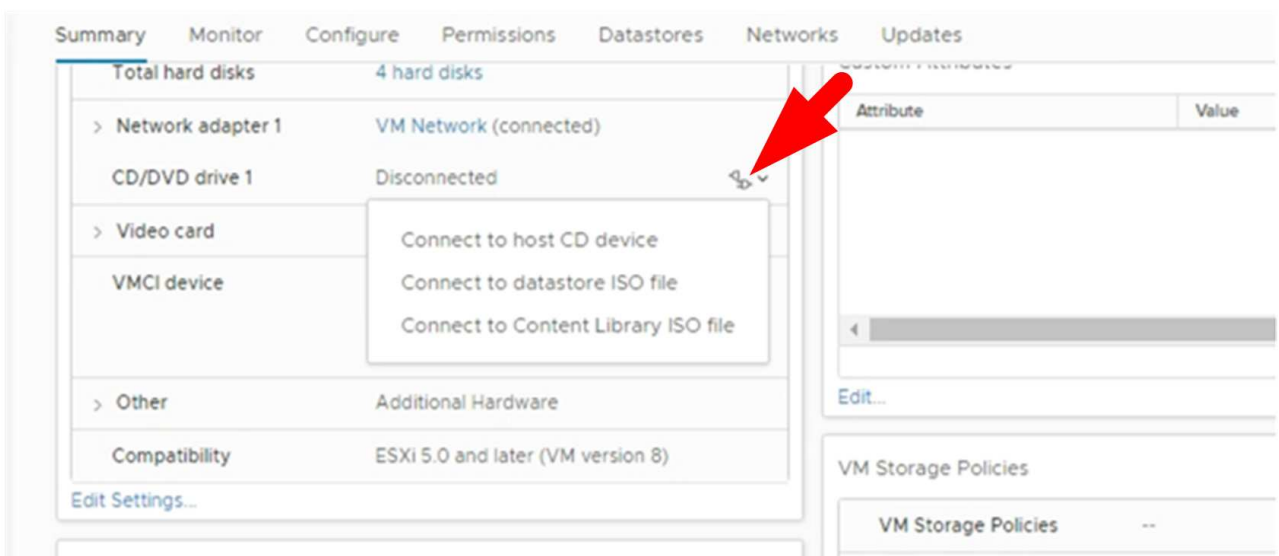 Summary Monitor Configure Permissions Datastores Networks Updates
Total hard disks 4 hard disks
Network adapter 1 VM Network (connected)
CD/DVD drive 1 Disconnected
Video card
Connect to host CD device
VMCI device
Connect to datastore ISO file
Connect to Content Library ISO file
Other Additional Hardware
Compatibility ESXi 5.0 and later (VM version 8)
Edit Settings...
Custom Attributes
Attribute Value
Edit...
VM Storage Policies
VM Storage Policies --